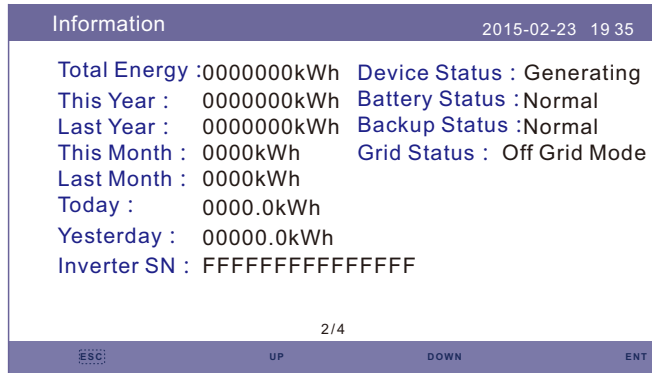 Information 2015-02-23 19 35
Total Energy : 0000000kWh Device Status : Generating
This Year : 0000000kWh Battery Status : Normal
Last Year : 0000000kWh Backup Status : Normal
This Month : 0000kWh Grid Status : Off Grid Mode
Last Month : 0000kWh
Today : 0000.0kWh
Yesterday : 00000.0kWh
Inverter SN : FFFFFFFFFFFFFFF
2/4
ESC UP DOWN ENT